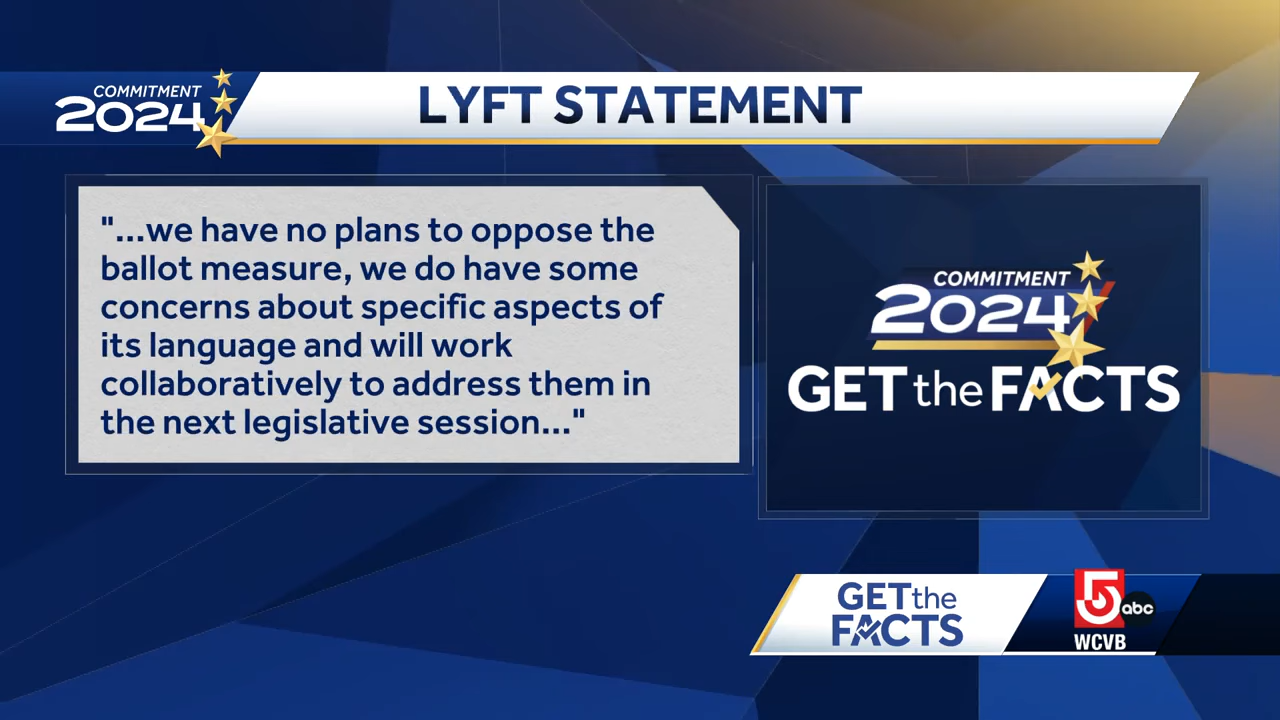 COMMITMENT
2024
LYFT STATEMENT
"...we have no plans to oppose the
ballot measure, we do have some
concerns about specific aspects of
its language and will work
collaboratively to address them in
the next legislative session..."
COMMITMENT
2024
GET the FACTS
GET the
FACTS
5 abc
WCVB